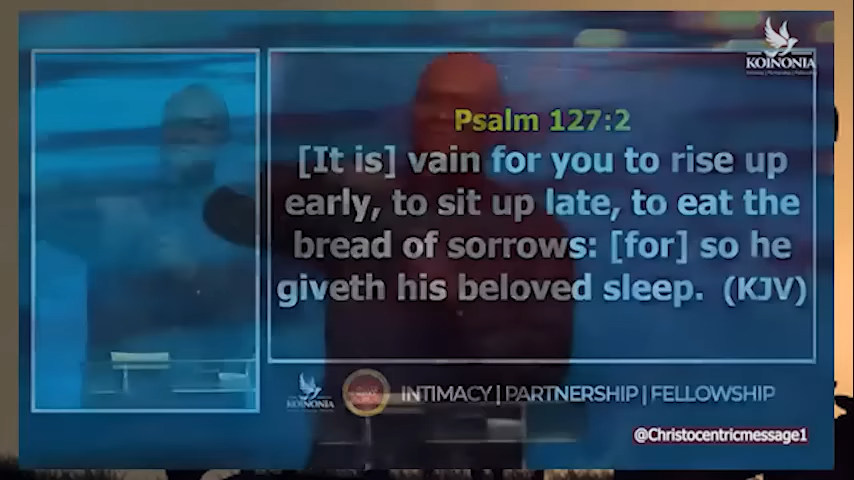 KOINONIA
Psalm 127:2
[It is] vain for you to rise up
early, to sit up late, to eat the
bread of sorrows: [for] so he
giveth his beloved sleep. (KJV)
KOINONIA
INTIMACY | PARTNERSHIP | FELLOWSHIP
@Christocentricmessage1